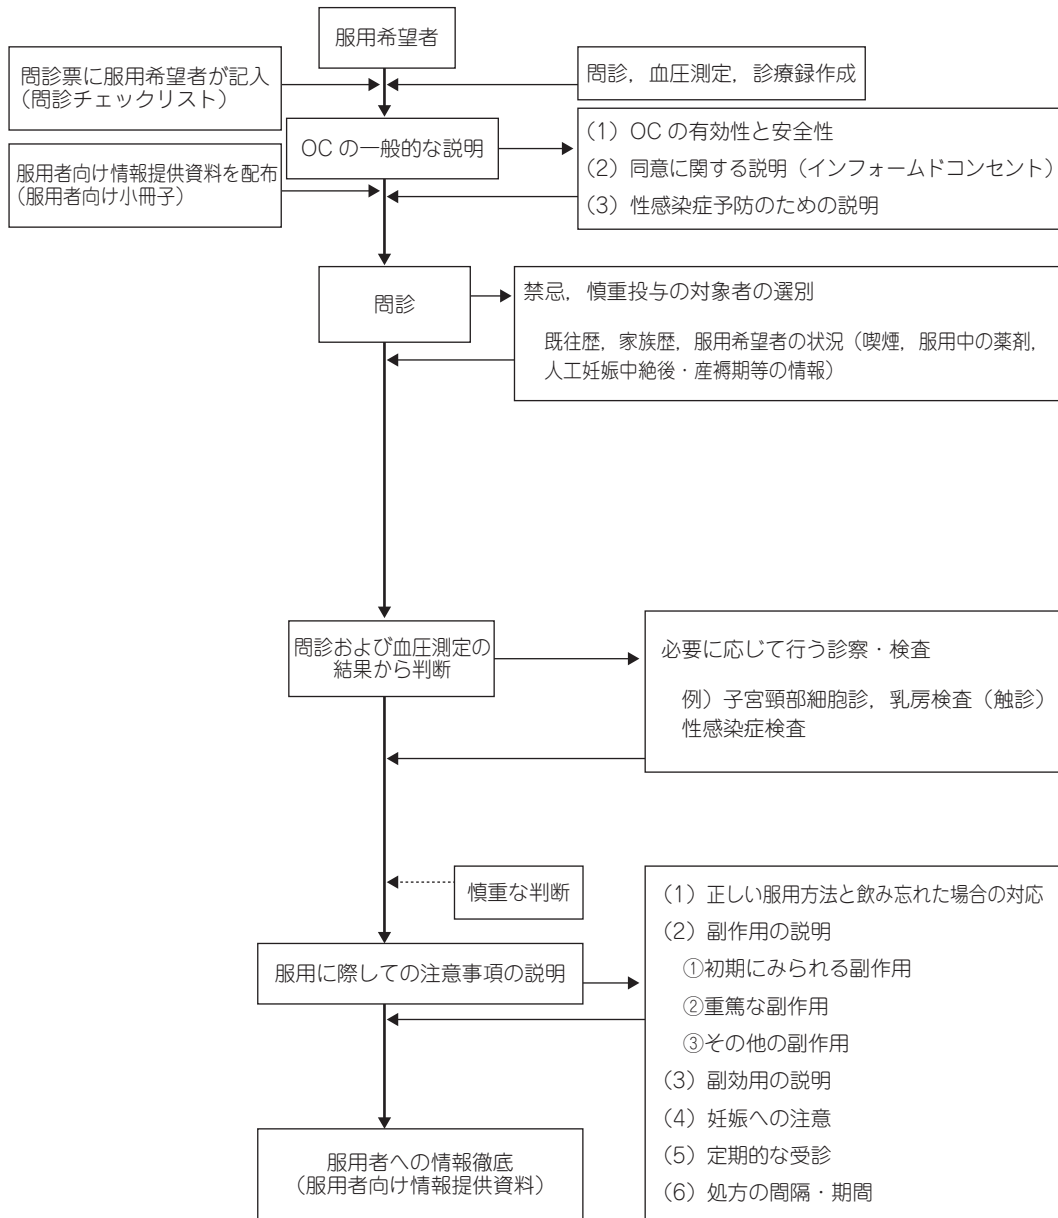 服用希望者
問診票に服用希望者が記入
（問診チェックリスト）
問診，血圧測定，診療録作成
OC の一般的な説明
（1）OC の有効性と安全性
（2）同意に関する説明（インフォームドコンセント）
（3）性感染症予防のための説明
服用者向け情報提供資料を配布
（服用者向け小冊子）
問診
禁忌，慎重投与の対象者の選別
既往歴，家族歴，服用希望者の状況（喫煙，服用中の薬剤，
人工妊娠中絶後・産褥期等の情報）
問診および血圧測定の
結果から判断
必要に応じて行う診察・検査
例）子宮頸部細胞診，乳房検査（触診）
性感染症検査
慎重な判断
服用に際しての注意事項の説明
（1）正しい服用方法と飲み忘れた場合の対応
（2）副作用の説明
①初期にみられる副作用
②重篤な副作用
③その他の副作用
（3）副効用の説明
（4）妊娠への注意
（5）定期的な受診
（6）処方の間隔・期間
服用者への情報徹底
（服用者向け情報提供資料）